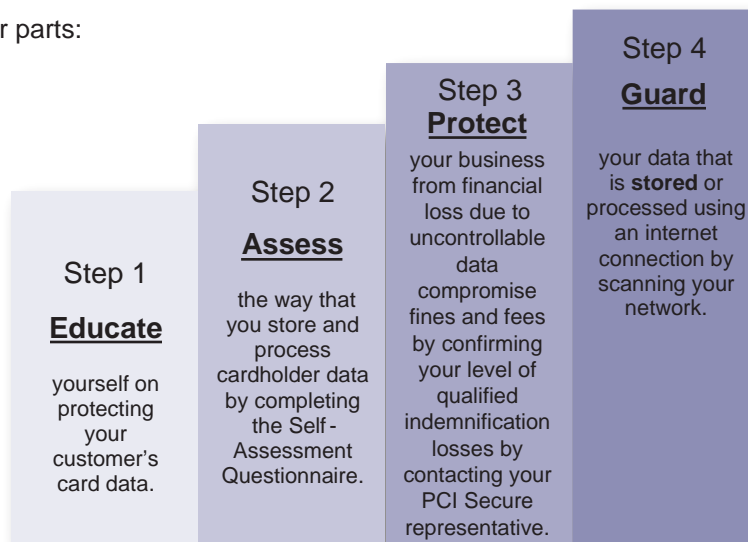 r parts:
Step 1
Educate
yourself on
protecting
your
customer's
card data.
Step 2
Assess
the way that
you store and
process
cardholder data
by completing
the Self-
Assessment
Questionnaire.
Step 3
Protect
your business
from financial
loss due to
uncontrollable
data
compromise
fines and fees
by confirming
your level of
qualified
indemnification
losses by
contacting your
PCI Secure
representative.
Step 4
Guard
your data that
is stored or
processed using
an internet
connection by
scanning your
network.